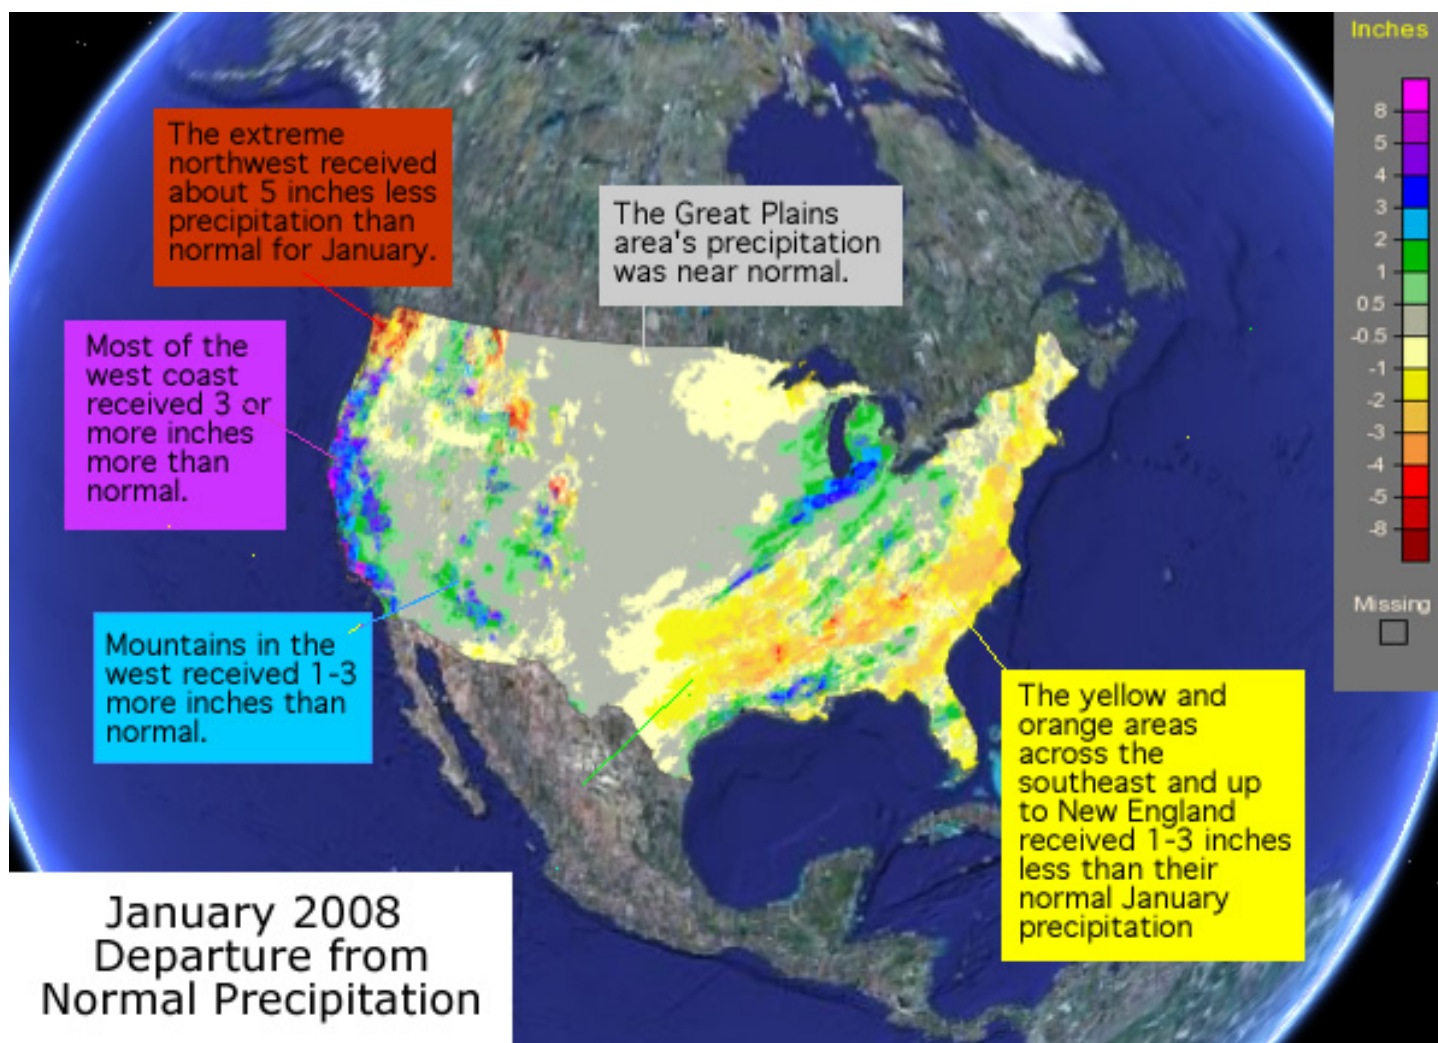 Inches
8
5
4
3
2
1
0.5
-0.5
-1
-2
-3
-4
-5
-8
Missing
The extreme
northwest received
about 5 inches less
precipitation than
normal for January.
The Great Plains
area's precipitation
was near normal.
Most of the
west coast
received 3 or
more inches
more than
normal.
Mountains in the
west received 1-3
more inches than
normal.
The yellow and
orange areas
across the
southeast and up
to New England
received 1-3 inches
less than their
normal January
precipitation
January 2008
Departure from
Normal Precipitation